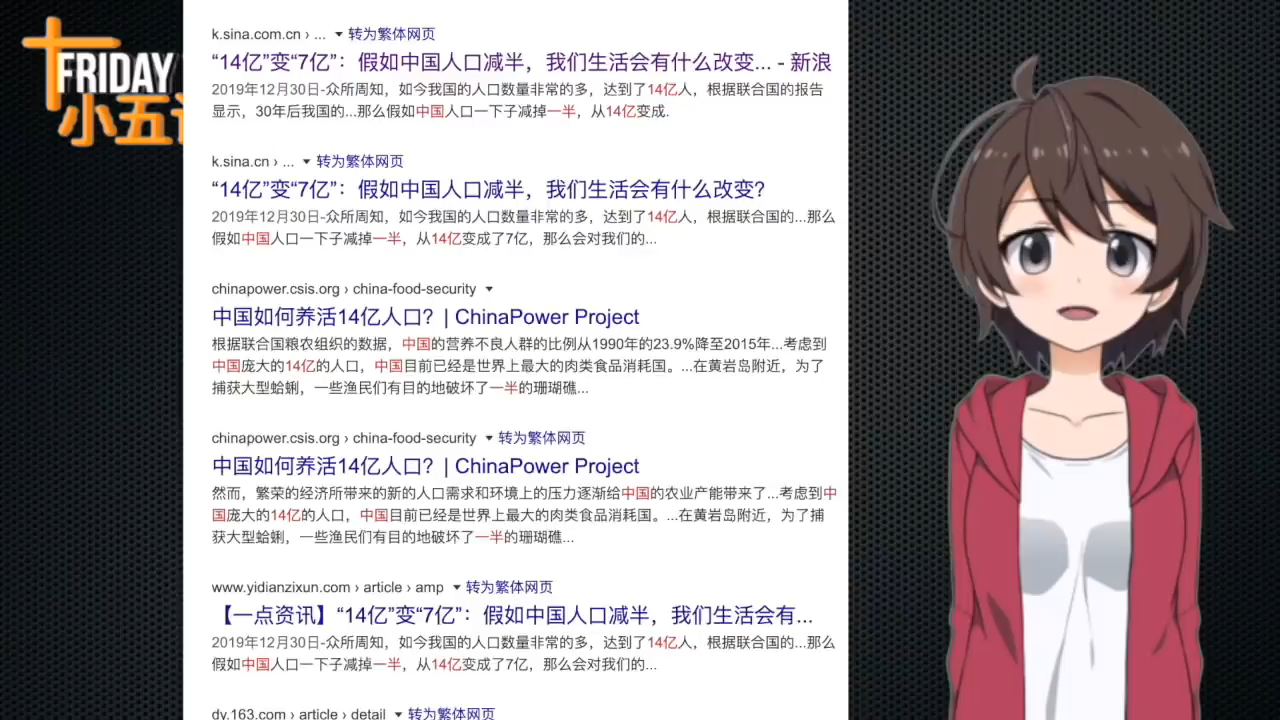 FRIDAY
小五
k.sina.com.cn › ... 转为繁体网页
“14亿”变“7亿”：假如中国人口减半，我们生活会有什么改变... - 新浪
2019年12月30日-众所周知，如今我国的人口数量非常的多，达到了14亿人，根据联合国的报告
显示，30年后我国的...那么假如中国人口一下子减掉一半，从14亿变成.
k.sina.cn › ... 转为繁体网页
“14亿”变“7亿”：假如中国人口减半，我们生活会有什么改变?
2019年12月30日-众所周知，如今我国的人口数量非常的多，达到了14亿人，根据联合国的...那么
假如中国人口一下子减掉一半，从14亿变成了7亿，那么会对我们的...
chinapower.csis.org › china-food-security
中国如何养活14亿人口？| ChinaPower Project
根据联合国粮农组织的数据，中国的营养不良人群的比例从1990年的23.9%降至2015年...考虑到
中国庞大的14亿的人口，中国目前已经是世界上最大的肉类食品消耗国。...在黄岩岛附近，为了
捕获大型蛤蜊，一些渔民们有目的地破坏了一半的珊瑚礁...
chinapower.csis.org › china-food-security 转为繁体网页
中国如何养活14亿人口？| ChinaPower Project
然而，繁荣的经济所带来的新的人口需求和环境上的压力逐渐给中国的农业产能带来了...考虑到中
国庞大的14亿的人口，中国目前已经是世界上最大的肉类食品消耗国。...在黄岩岛附近，为了捕
获大型蛤蜊，一些渔民们有目的地破坏了一半的珊瑚礁...
www.yidianzixun.com › article › amp 转为繁体网页
【一点资讯】“14亿”变“7亿”：假如中国人口减半，我们生活会有...
2019年12月30日-众所周知，如今我国的人口数量非常的多，达到了14亿人，根据联合国的...那么
假如中国人口一下子减掉一半，从14亿变成了7亿，那么会对我们的...
dy.163.com › article › detail 转为繁体网页